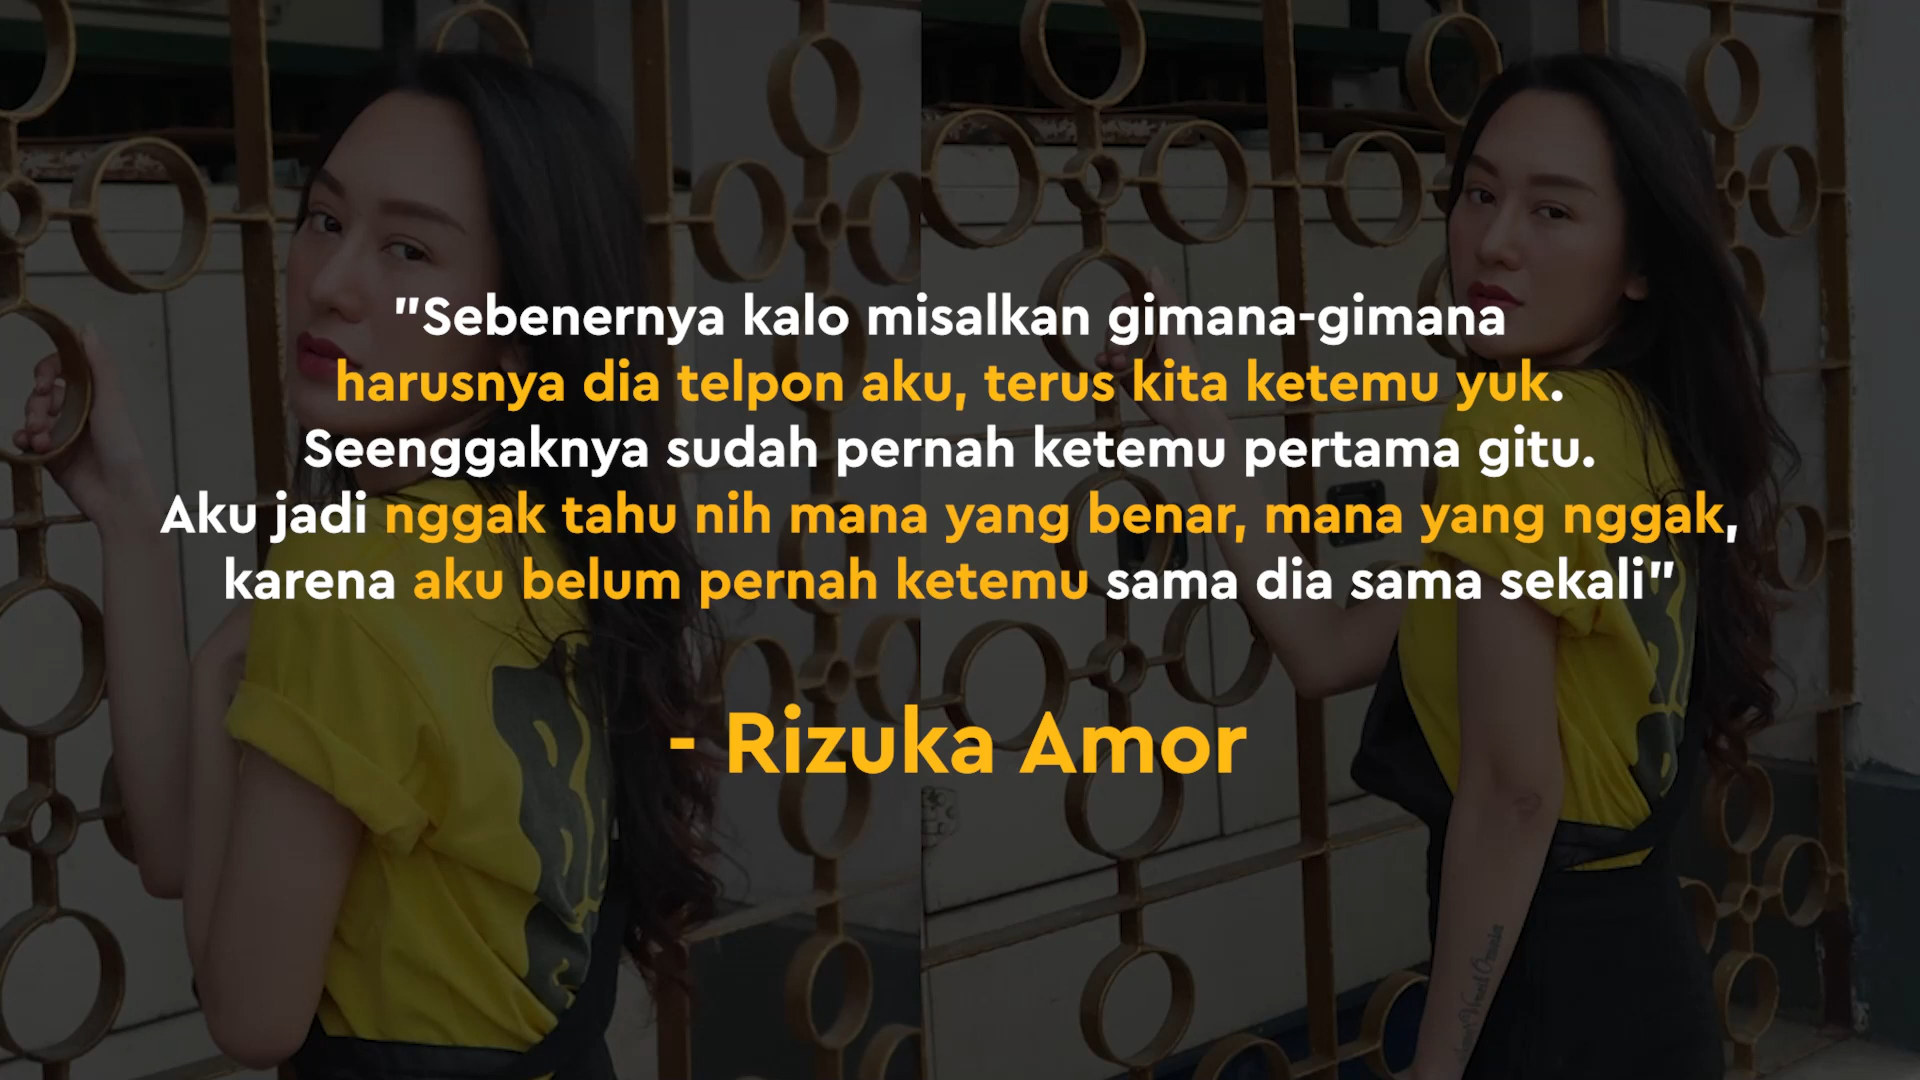 "Sebenernya kalo misalkan gimana-gimana
harusnya dia telpon aku, terus kita ketemu yuk.
Seenggaknya sudah pernah ketemu pertama gitu.
Aku jadi nggak tahu nih mana yang benar, mana yang nggak,
karena aku belum pernah ketemu sama dia sama sekali"
- Rizuka Amor